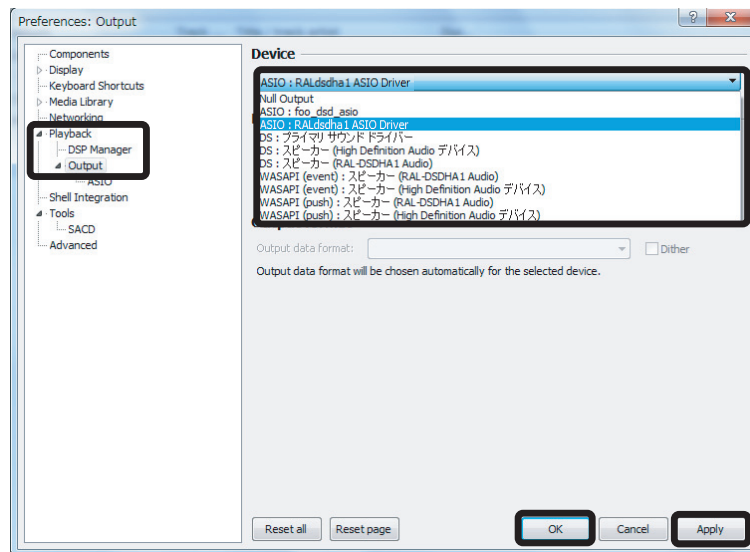 Preferences: Output
Components
Display
Keyboard Shortcuts
Media Library
Networking
Playback
DSP Manager
Output
ASIO
Shell Integration
Tools
SACD
Advanced
Device
ASIO : RALdsdha1 ASIO Driver
Null Output
ASIO : foo_dsd_asio
ASIO : RALdsdha1 ASIO Driver
DS : プライマリ サウンド ドライバー
DS : スピーカー (High Definition Audio デバイス)
DS : スピーカー (RAL-DSDHA1 Audio)
WASAPI (event) : スピーカー (RAL-DSDHA1 Audio)
WASAPI (event) : スピーカー (High Definition Audio デバイス)
WASAPI (push) : スピーカー (RAL-DSDHA1 Audio)
WASAPI (push) : スピーカー (High Definition Audio デバイス)
Output data format:
Dither
Output data format will be chosen automatically for the selected device.
Reset all
Reset page
OK
Cancel
Apply